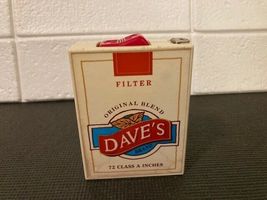 FILTER
ORIGINAL BLEND
DAVE'S
72 CLASS A INCHES